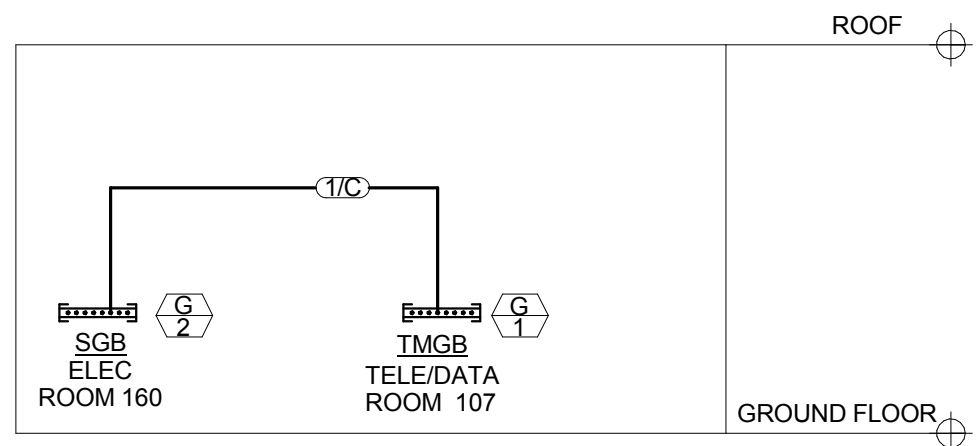 ROOF
1/C
G
2
G
1
SGB
ELEC
ROOM 160
TMGB
TELE/DATA
ROOM 107
GROUND FLOOR